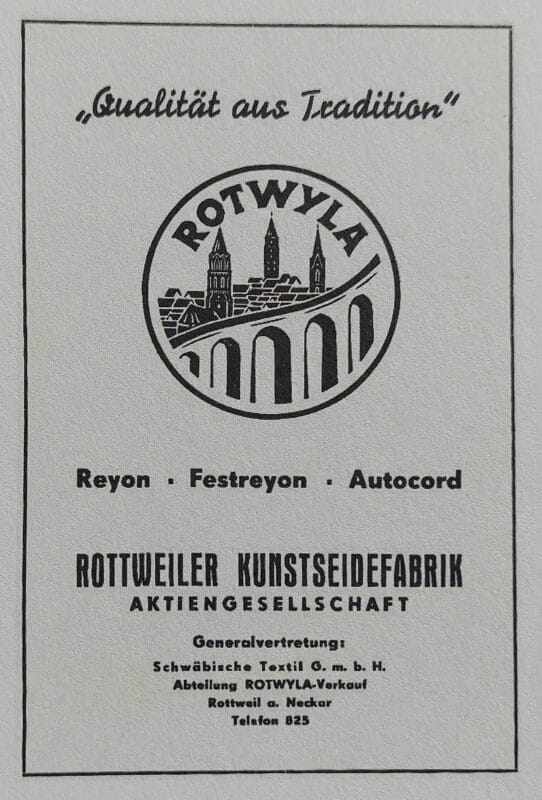 „Qualität aus Tradition"
ROTWYLA
Reyon · Festreyon · Autocord
ROTTWEILER KUNSTSEIDEFABRIK
AKTIENGESELLSCHAFT
Generalvertretung:
Schwäbische Textil G. m. b. H.
Abteilung ROTWYLA-Verkauf
Rottweil a. Neckar
Telefon 825